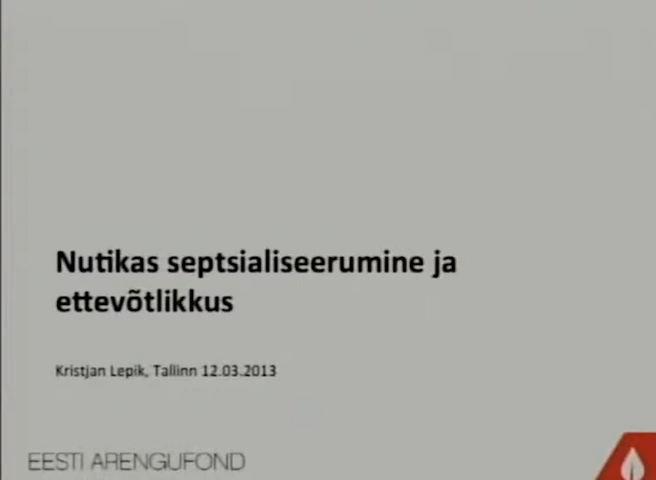 Nutikas septsialiseerumine ja
ettevõtlikkus
Kristjan Lepik, Tallinn 12.03.2013
EESTI ARENGUFOND